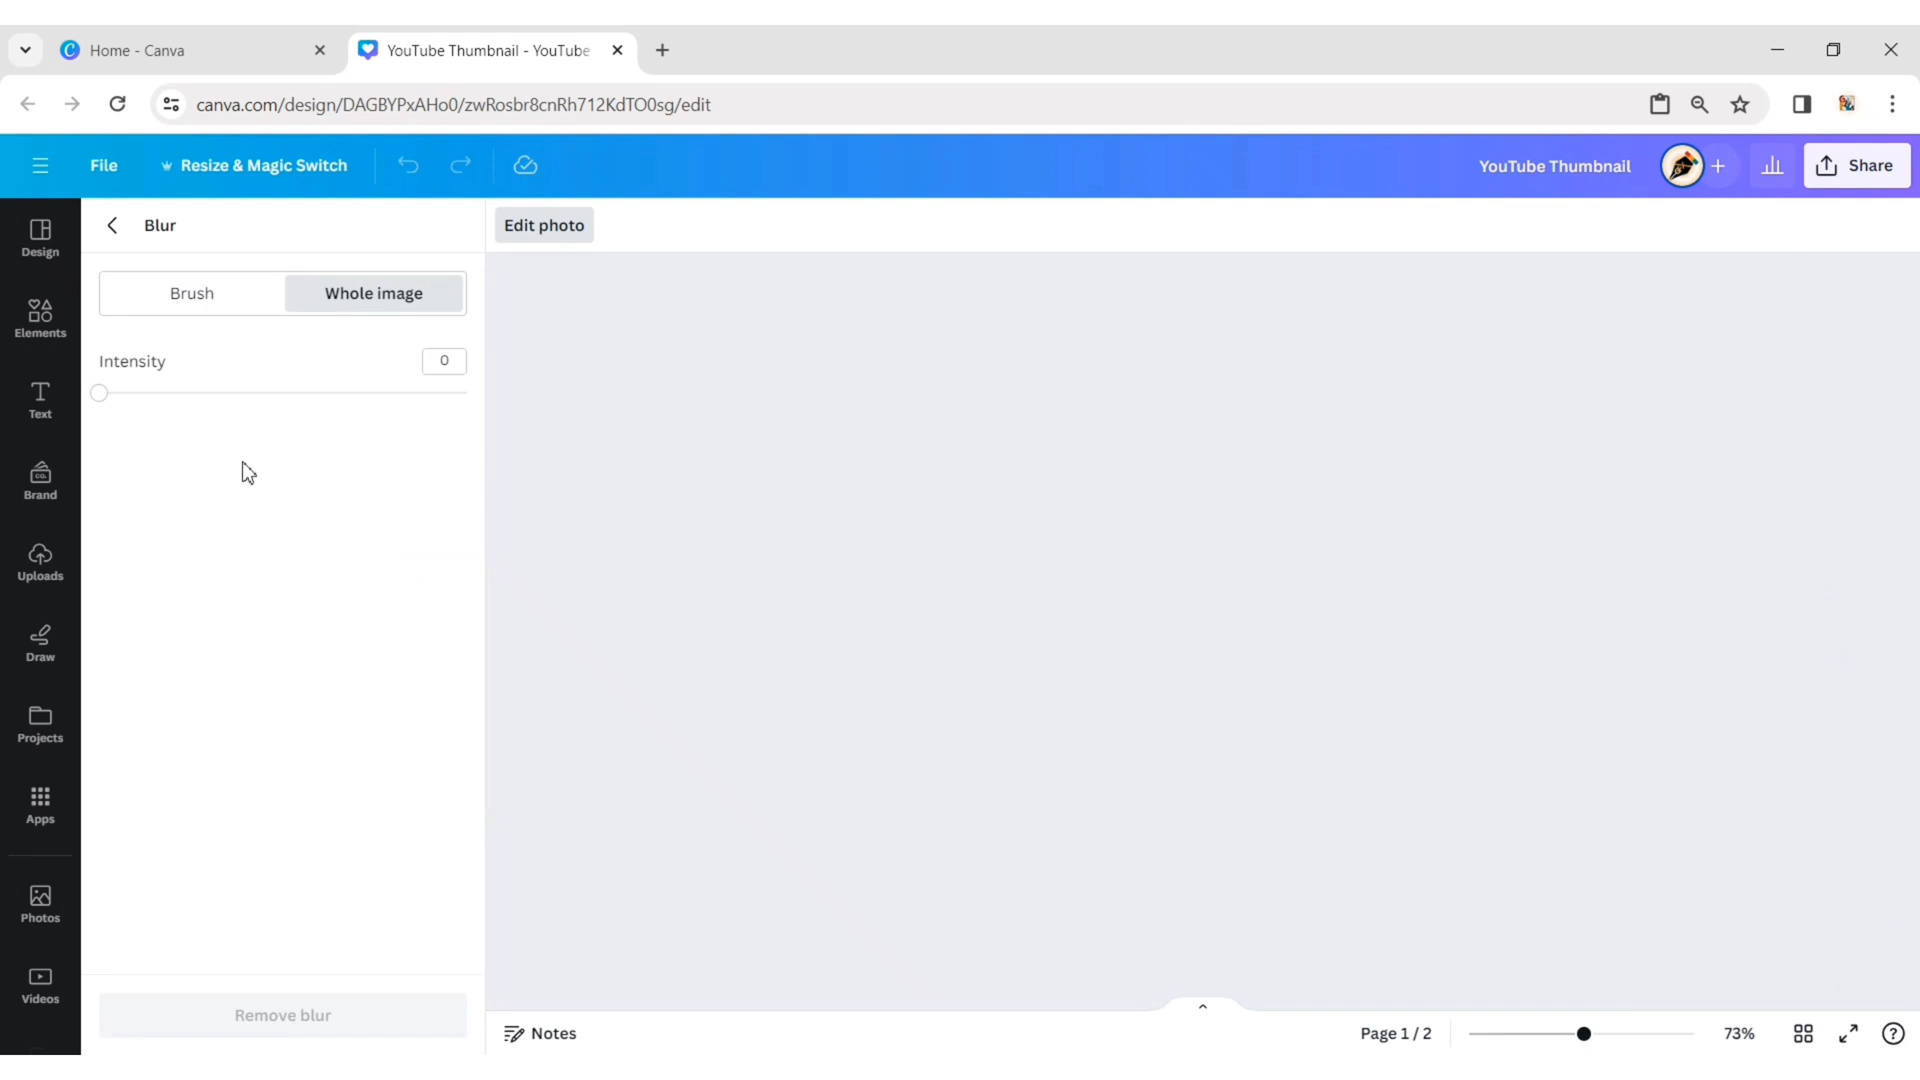 Home - Canva
YouTube Thumbnail - YouTube
canva.com/design/DAGBYPxAHo0/zwRosbr8cnRh712KdTO0sg/edit
File
Resize & Magic Switch
YouTube Thumbnail
Share
Design
Elements
Text
Brand
Uploads
Draw
Projects
Apps
Photos
Videos
Blur
Edit photo
Brush
Whole image
Intensity
0
Remove blur
Notes
Page 1 / 2
73%